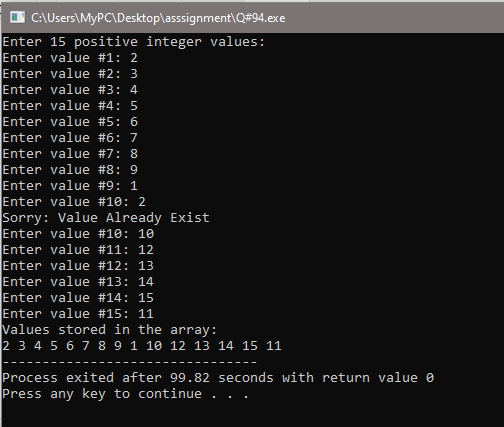 C:\Users\MyPC\Desktop\asssignment\Q#94.exe
Enter 15 positive integer values:
Enter value #1: 2
Enter value #2: 3
Enter value #3: 4
Enter value #4: 5
Enter value #5: 6
Enter value #6: 7
Enter value #7: 8
Enter value #8: 9
Enter value #9: 1
Enter value #10: 2
Sorry: Value Already Exist
Enter value #10: 10
Enter value #11: 12
Enter value #12: 13
Enter value #13: 14
Enter value #14: 15
Enter value #15: 11
Values stored in the array:
2 3 4 5 6 7 8 9 1 10 12 13 14 15 11
--------------------------------
Process exited after 99.82 seconds with return value 0
Press any key to continue . . .